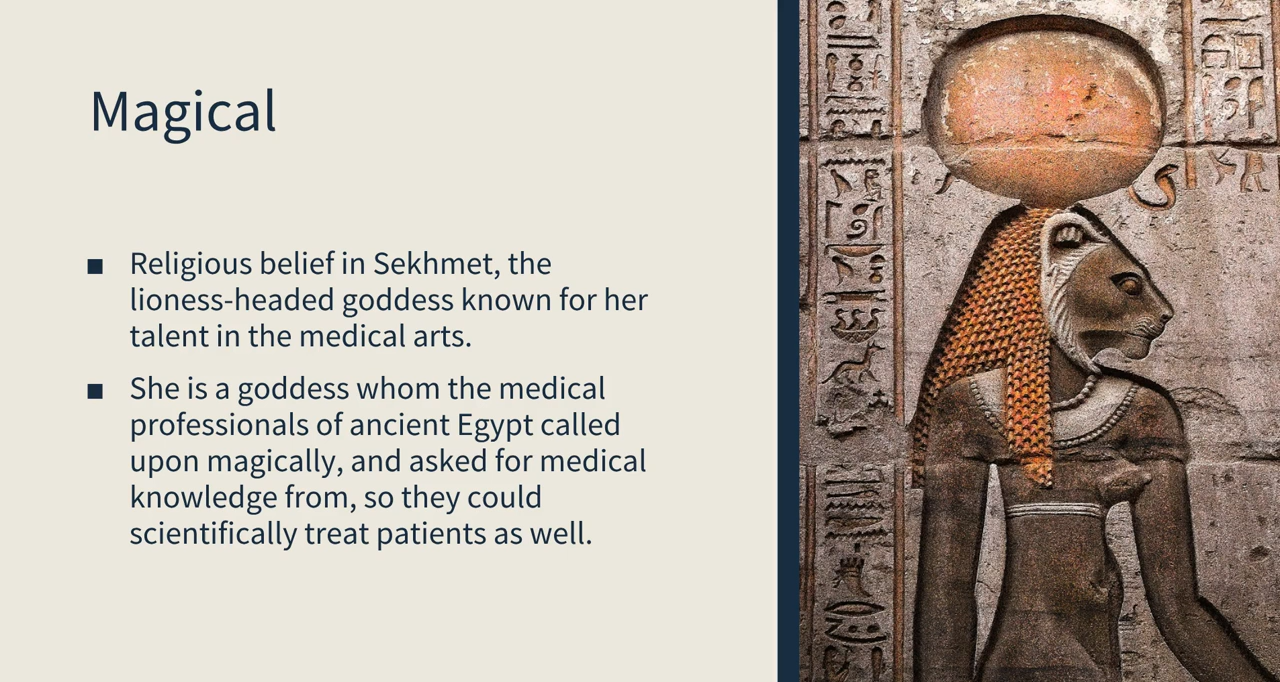 Magical
■ Religious belief in Sekhmet, the
lioness-headed goddess known for her
talent in the medical arts.
■ She is a goddess whom the medical
professionals of ancient Egypt called
upon magically, and asked for medical
knowledge from, so they could
scientifically treat patients as well.